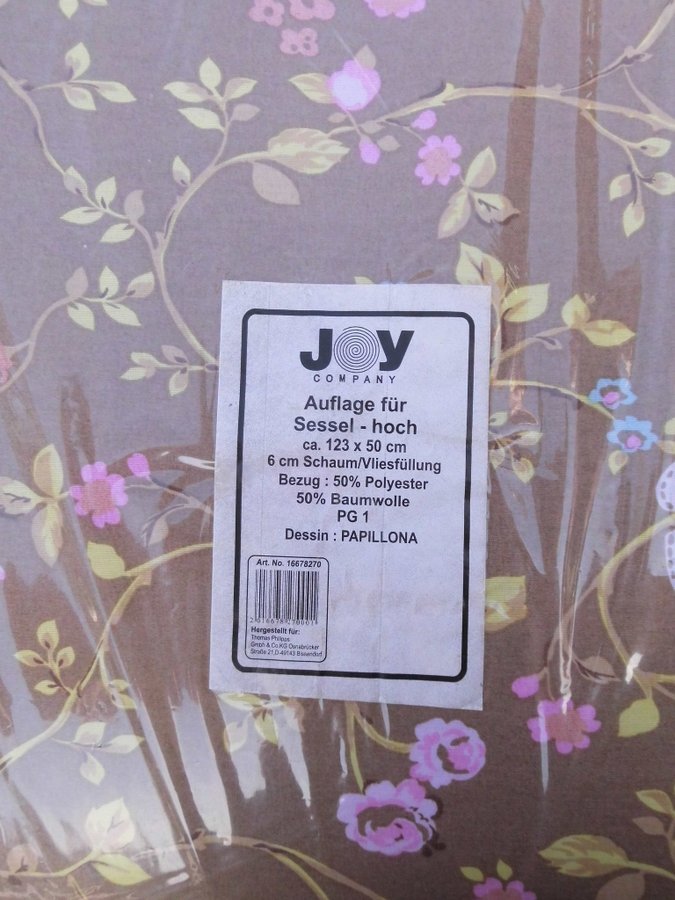 JOY
COMPANY
Auflage für
Sessel - hoch
ca. 123 x 50 cm
6 cm Schaum/Vliesfüllung
Bezug : 50% Polyester
50% Baumwolle
PG 1
Dessin : PAPILLONA
Art. No. 16678270
Hergestellt für:
Thomas Philipps
GmbH & Co.KG Osnabrücker
Straße 21,D-49143 Bissendorf